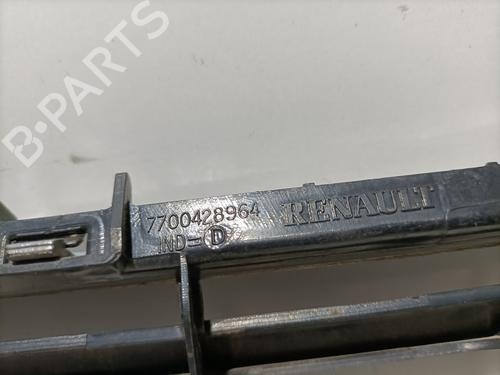 B-PARTS
7700428964 RENAULT
IND= D